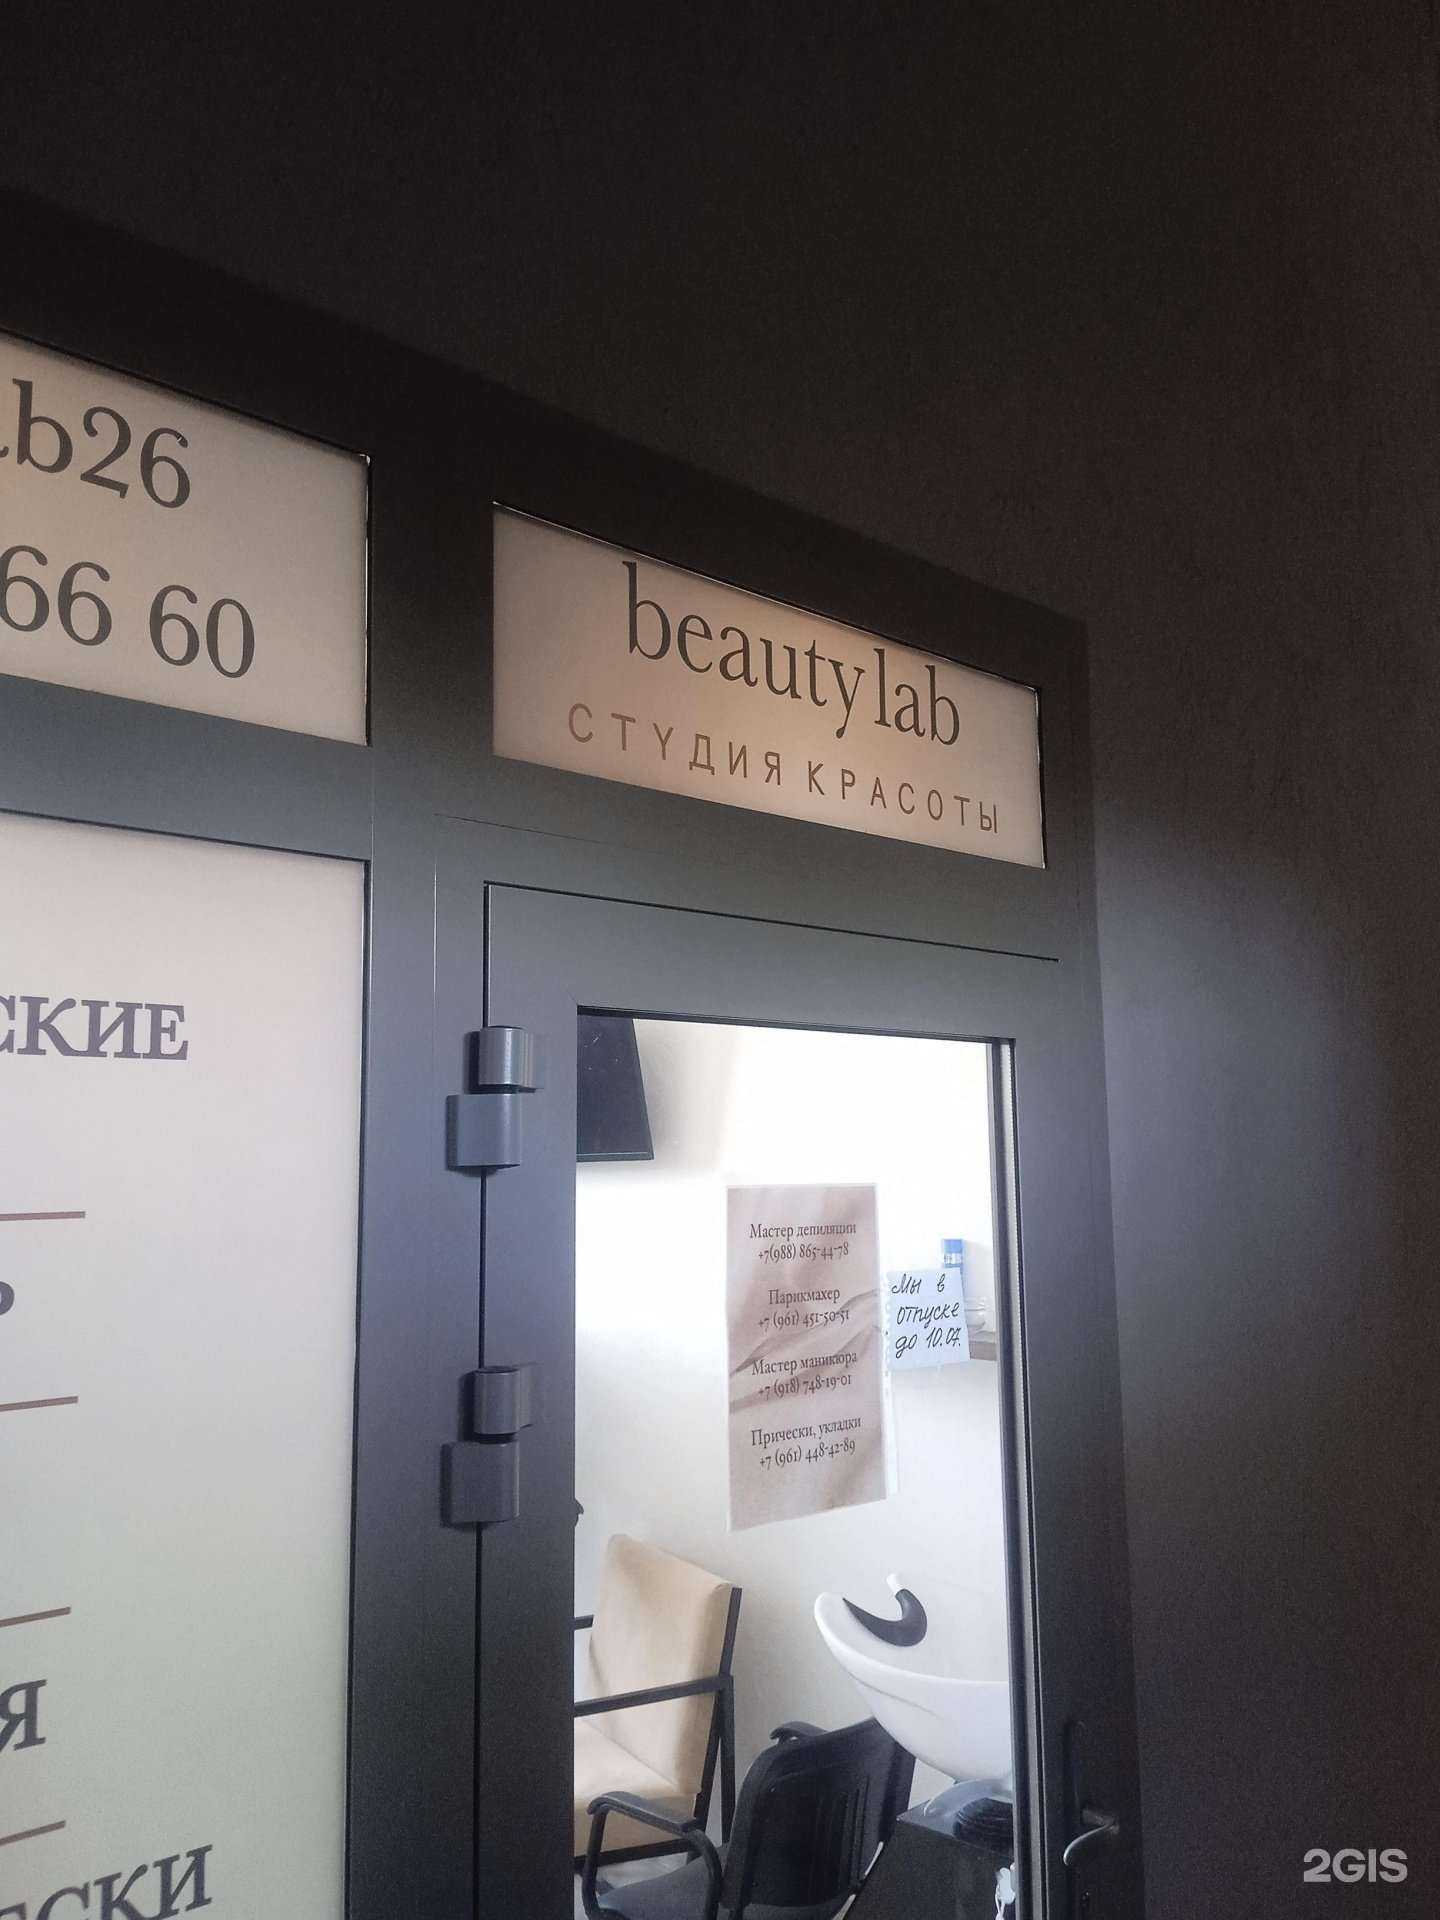 ab26
66 60
beauty lab
СТУДИЯ КРАСОТЫ
СКИЕ
Я
ЕСКИ
Мастер депиляции
+7(988) 865-44-78
Парикмахер
+7 (961) 451-50-51
Мастер маникюра
+7 (918) 748-19-01
Прически, укладки
+7 (961) 448-42-89
Мы в
отпуске
до 10.07.
2GIS